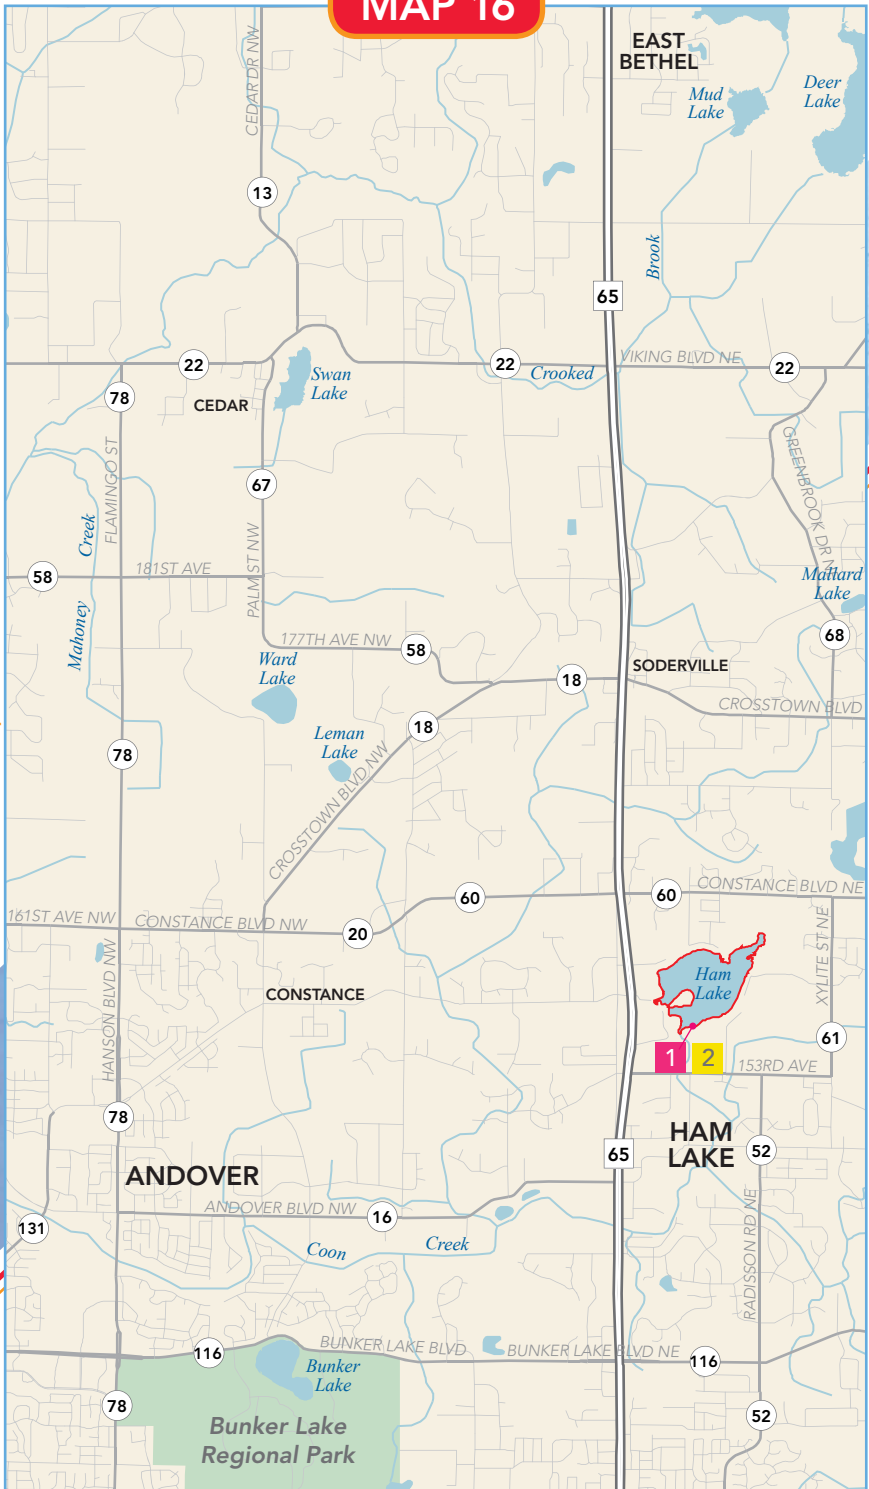 MAP 16
EAST
BETHEL
CEDAR DR NW
Mud
Lake
Deer
Lake
13
Brook
65
22
22
VIKING BLVD NE
22
Crooked
Swan
Lake
78
CEDAR
FLAMINGO ST
GREENBROOK DR N
67
Creek
Mahoney
PALM ST NW
58
181ST AVE
Mallard
Lake
68
177TH AVE NW
58
Ward
Lake
SODERVILLE
18
CROSSTOWN BLVD
18
78
Leman
Lake
CROSSTOWN BLVD NW
60
60
CONSTANCE BLVD NE
161ST AVE NW
CONSTANCE BLVD NW
20
HANSON BLVD NW
XYLITE ST NE
Ham
Lake
CONSTANCE
61
1
2
153RD AVE
78
HAM
LAKE
65
52
ANDOVER
ANDOVER BLVD NW
16
131
RADISSON RD NE
Coon
Creek
116
BUNKER LAKE BLVD
BUNKER LAKE BLVD NE
116
Bunker
Lake
78
52
Bunker Lake
Regional Park